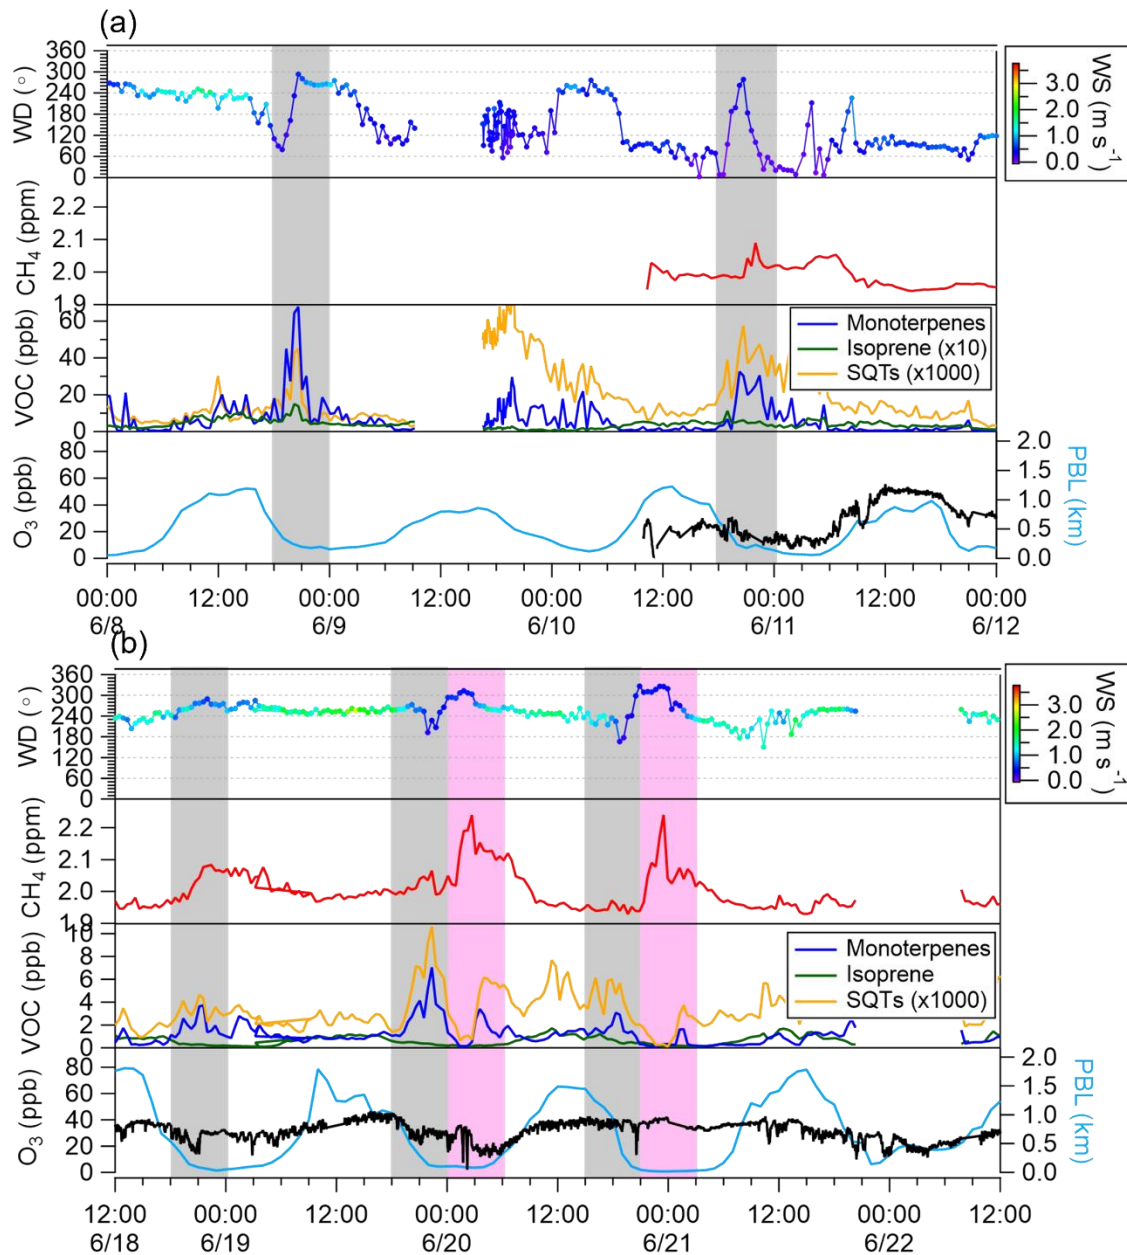 (a)
WD (°)
360
300
240
180
120
60
0
WS (m s-1)
3.0
2.0
1.0
0.0
CH4 (ppm)
2.2
2.1
2.0
1.9
VOC (ppb)
60
40
20
0
Monoterpenes
Isoprene (x10)
SQTs (x1000)
O3 (ppb)
80
60
40
20
0
PBL (km)
2.0
1.5
1.0
0.5
0.0
00:00 12:00 00:00 12:00 00:00 12:00 00:00 12:00 00:00
6/8 6/9 6/10 6/11 6/12
(b)
WD (°)
360
300
240
180
120
60
0
WS (m s-1)
3.0
2.0
1.0
0.0
CH4 (ppm)
2.2
2.1
2.0
1.9
VOC (ppb)
10
8
6
4
2
0
Monoterpenes
Isoprene
SQTs (x1000)
O3 (ppb)
80
60
40
20
0
PBL (km)
2.0
1.5
1.0
0.5
0.0
12:00 00:00 12:00 00:00 12:00 00:00 12:00 00:00 12:00
6/18 6/19 6/20 6/21 6/22